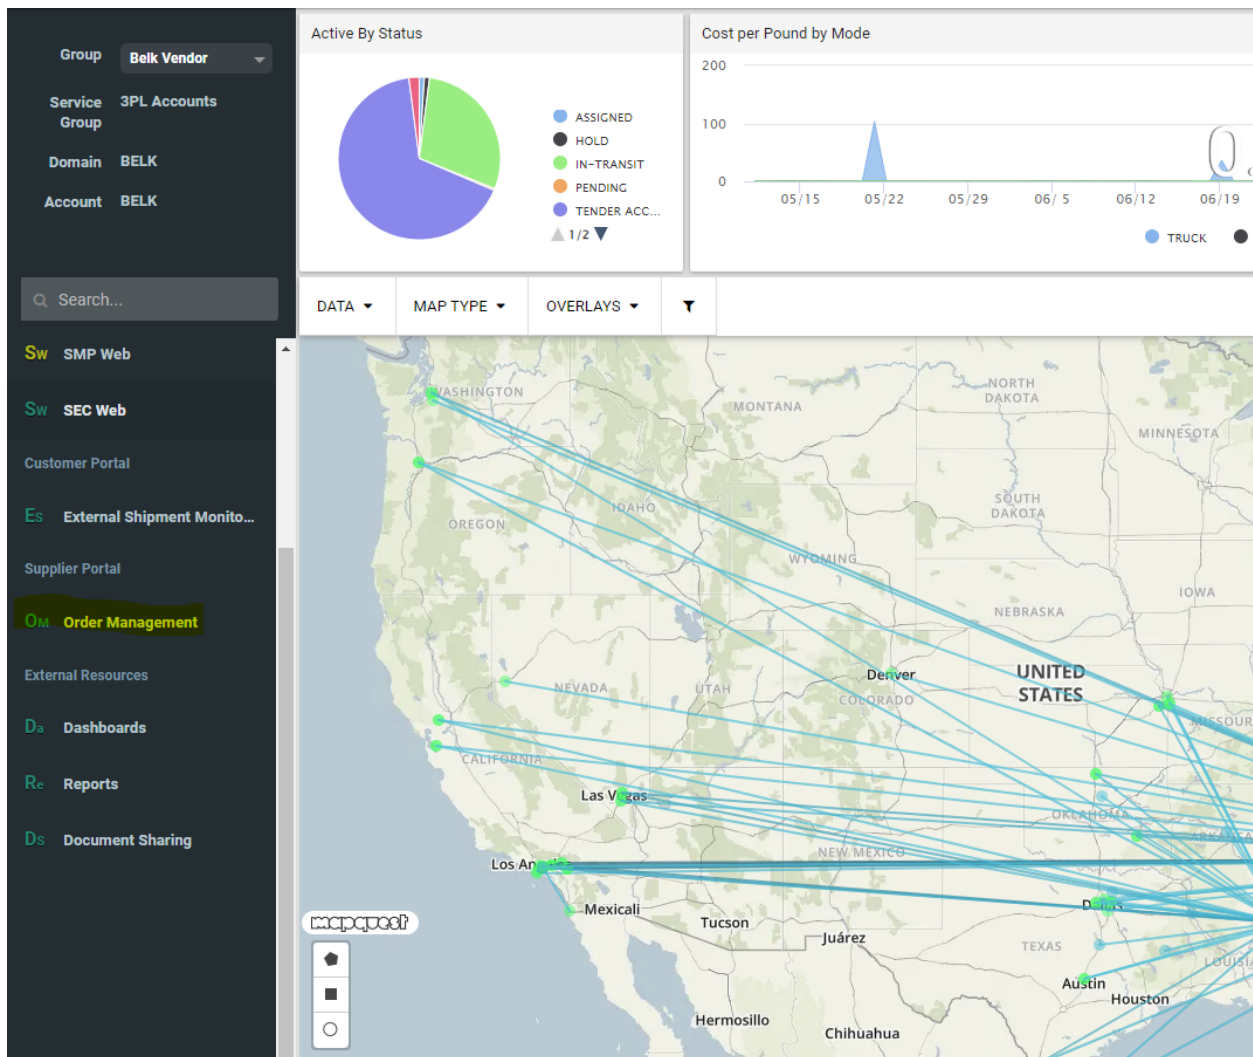 Group Belk Vendor
Service Group 3PL Accounts
Domain BELK
Account BELK
Search...
Sw SMP Web
Sw SEC Web
Customer Portal
Es External Shipment Monito...
Supplier Portal
OM Order Management
External Resources
Da Dashboards
Re Reports
Ds Document Sharing
Active By Status
ASSIGNED
HOLD
IN-TRANSIT
PENDING
TENDER ACC...
1/2
Cost per Pound by Mode
200
100
0
05/15 05/22 05/29 06/5 06/12 06/19
TRUCK
DATA MAP TYPE OVERLAYS
WASHINGTON
NORTH DAKOTA
MONTANA
MINNESOTA
SOUTH DAKOTA
IDAHO
OREGON
WYOMING
IOWA
NEBRASKA
UNITED STATES
Denver
NEVADA
UTAH
COLORADO
MISSOUR
CALIFORNIA
Las Vegas
OKLAHOMA
ARKANSA
NEW MEXICO
Los Angeles
Dallas
Mexicali
mapquest
Tucson
Juárez
TEXAS
LOUISIA
Austin
Houston
Hermosillo
Chihuahua